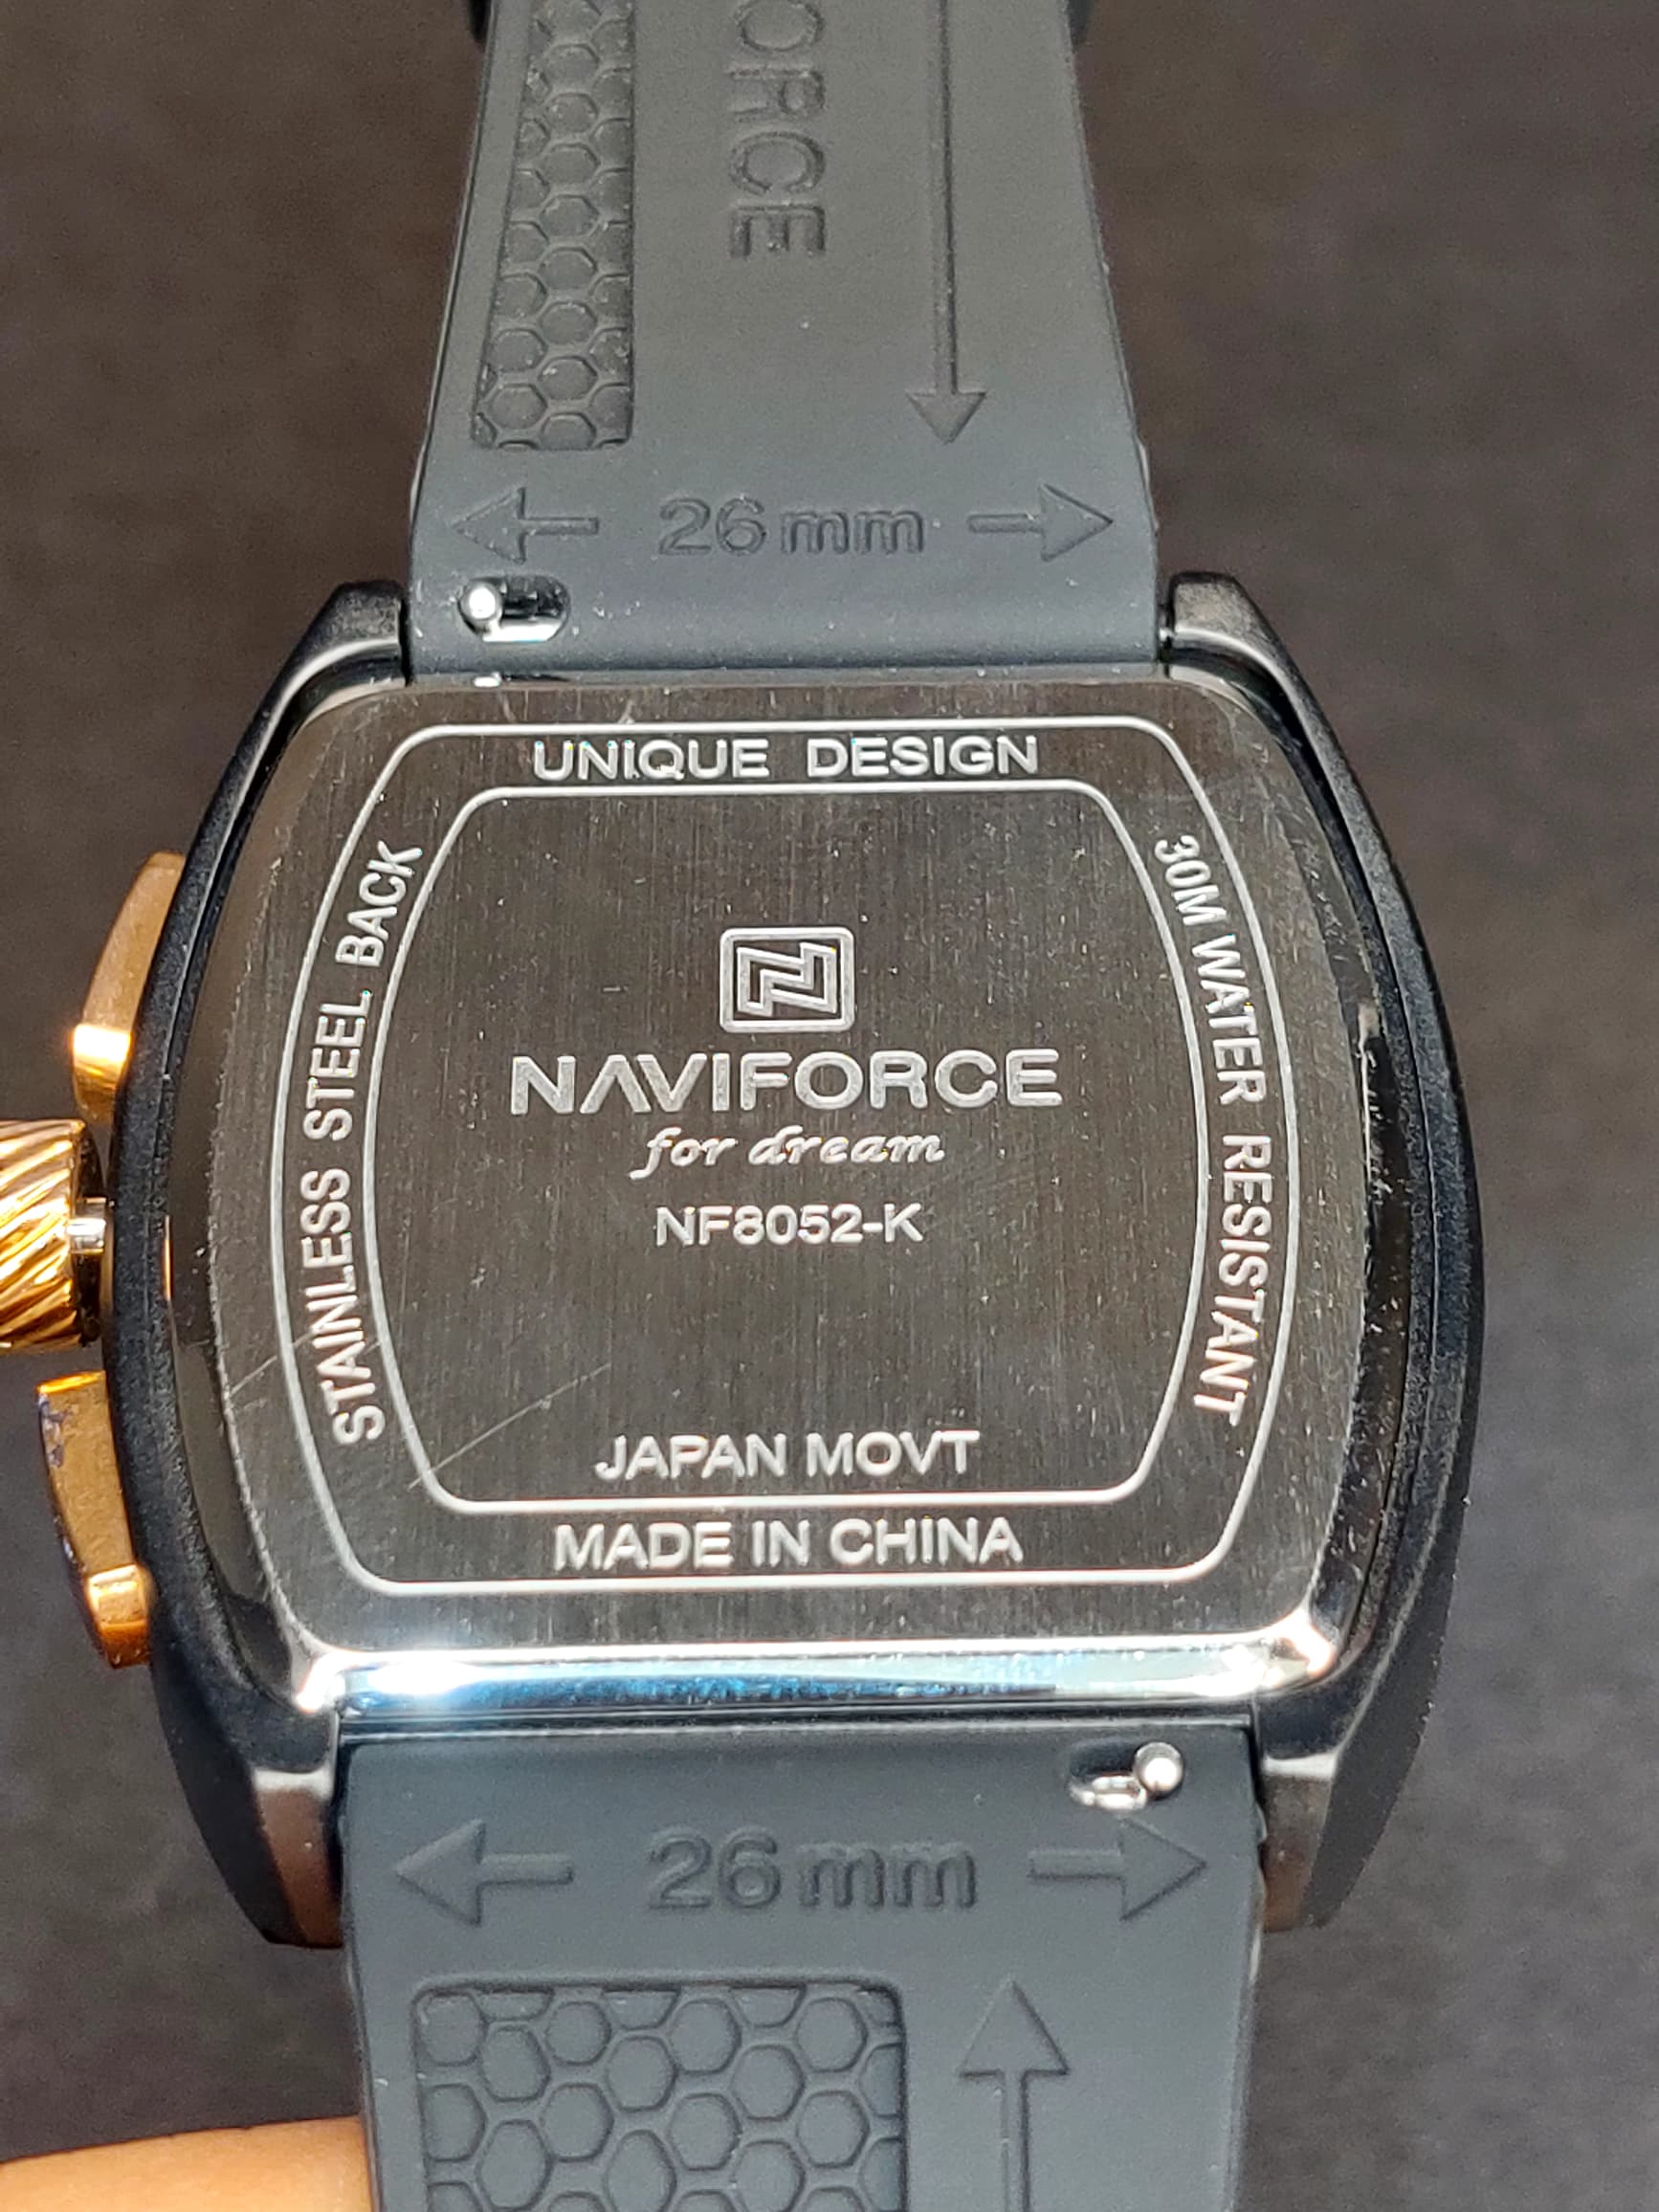 ORCE
26mm
UNIQUE DESIGN
STAINLESS STEEL BACK
30M WATER RESISTANT
NAVIFORCE
for dream
NF8052-K
JAPAN MOVT
MADE IN CHINA
26mm